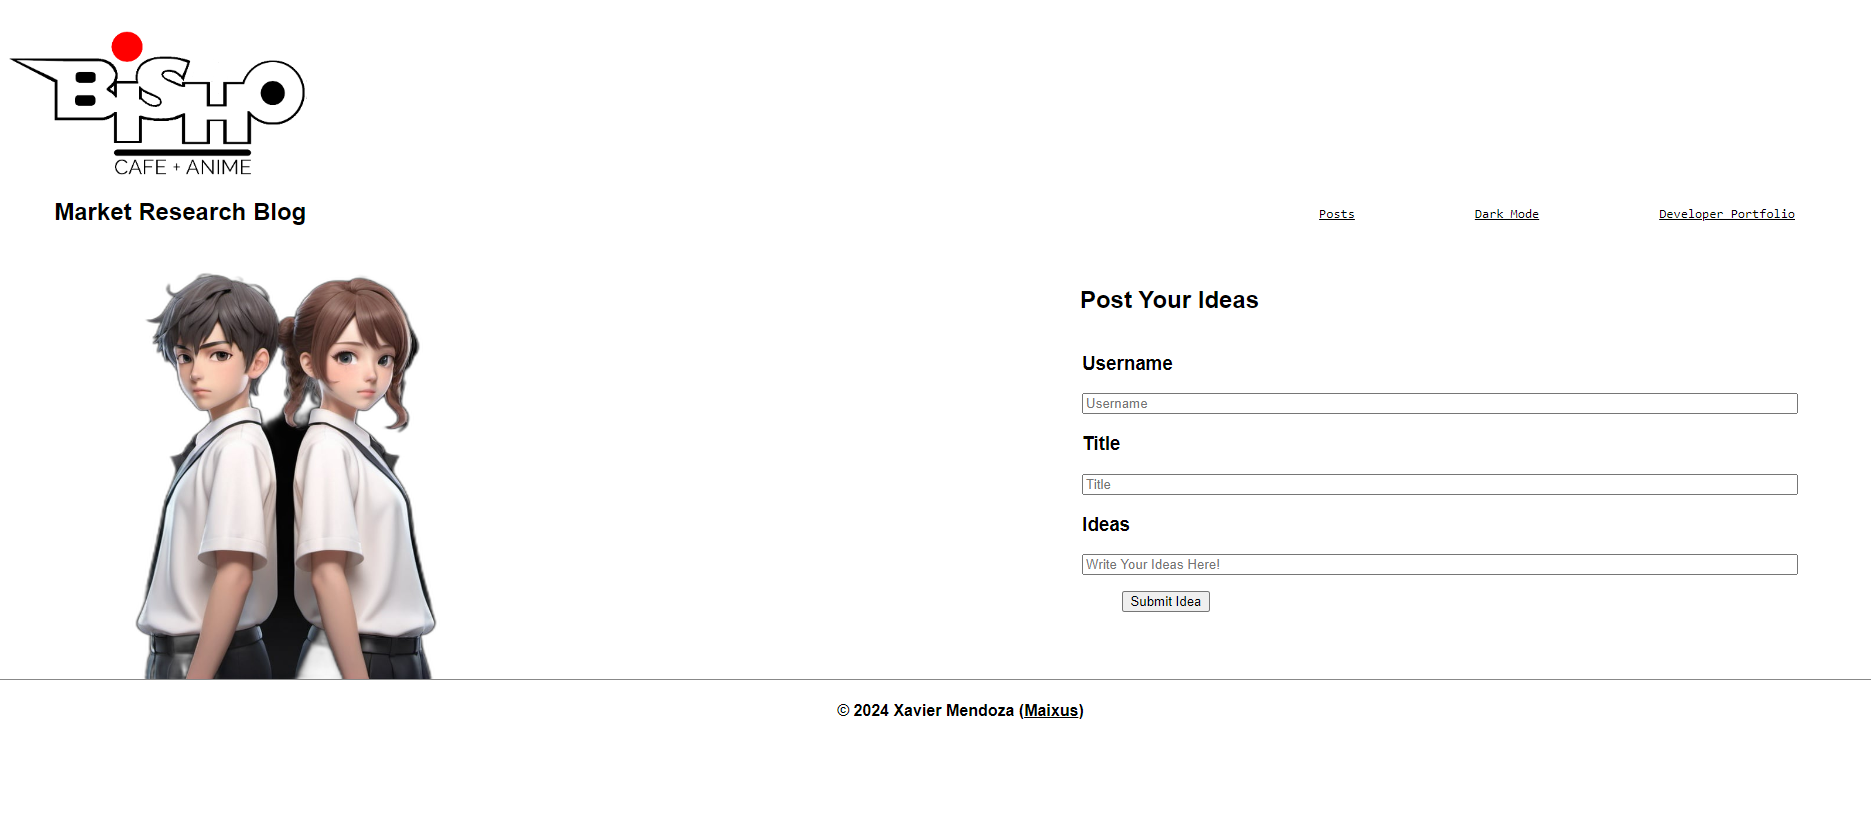 BISHO
CAFE + ANIME
Market Research Blog
Posts Dark Mode Developer Portfolio
Post Your Ideas
Username
Username
Title
Title
Ideas
Write Your Ideas Here!
Submit Idea
© 2024 Xavier Mendoza (Maixus)